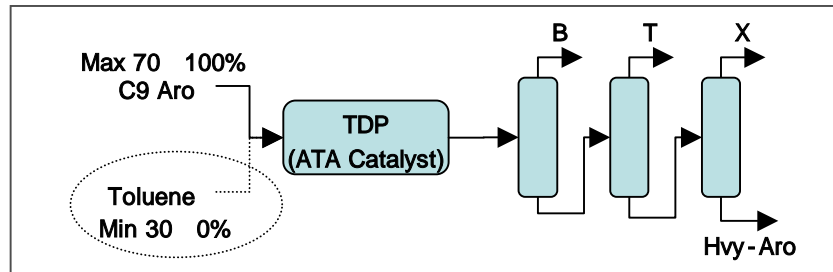 B T X
Max 70 100%
C9 Aro
TDP
(ATA Catalyst)
Toluene
Min 30 0%
Hvy-Aro